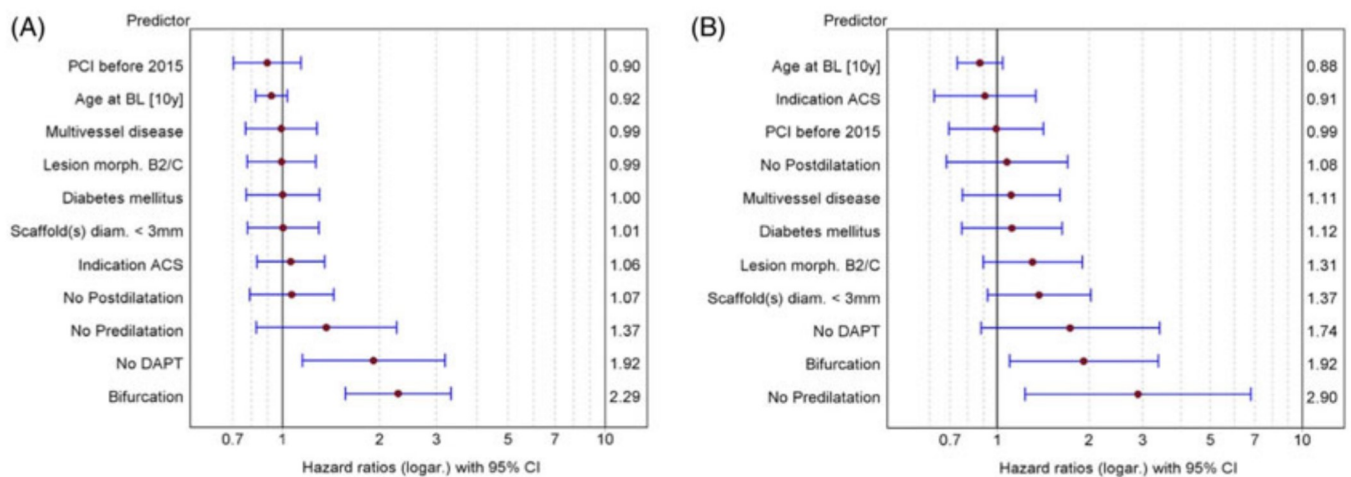 (A)
Predictor
PCI before 2015 0.90
Age at BL [10y] 0.92
Multivessel disease 0.99
Lesion morph. B2/C 0.99
Diabetes mellitus 1.00
Scaffold(s) diam. < 3mm 1.01
Indication ACS 1.06
No Postdilatation 1.07
No Predilatation 1.37
No DAPT 1.92
Bifurcation 2.29
0.7 1 2 3 5 7 10
Hazard ratios (logar.) with 95% CI
(B)
Predictor
Age at BL [10y] 0.88
Indication ACS 0.91
PCI before 2015 0.99
No Postdilatation 1.08
Multivessel disease 1.11
Diabetes mellitus 1.12
Lesion morph. B2/C 1.31
Scaffold(s) diam. < 3mm 1.37
No DAPT 1.74
Bifurcation 1.92
No Predilatation 2.90
0.7 1 2 3 5 7 10
Hazard ratios (logar.) with 95% CI